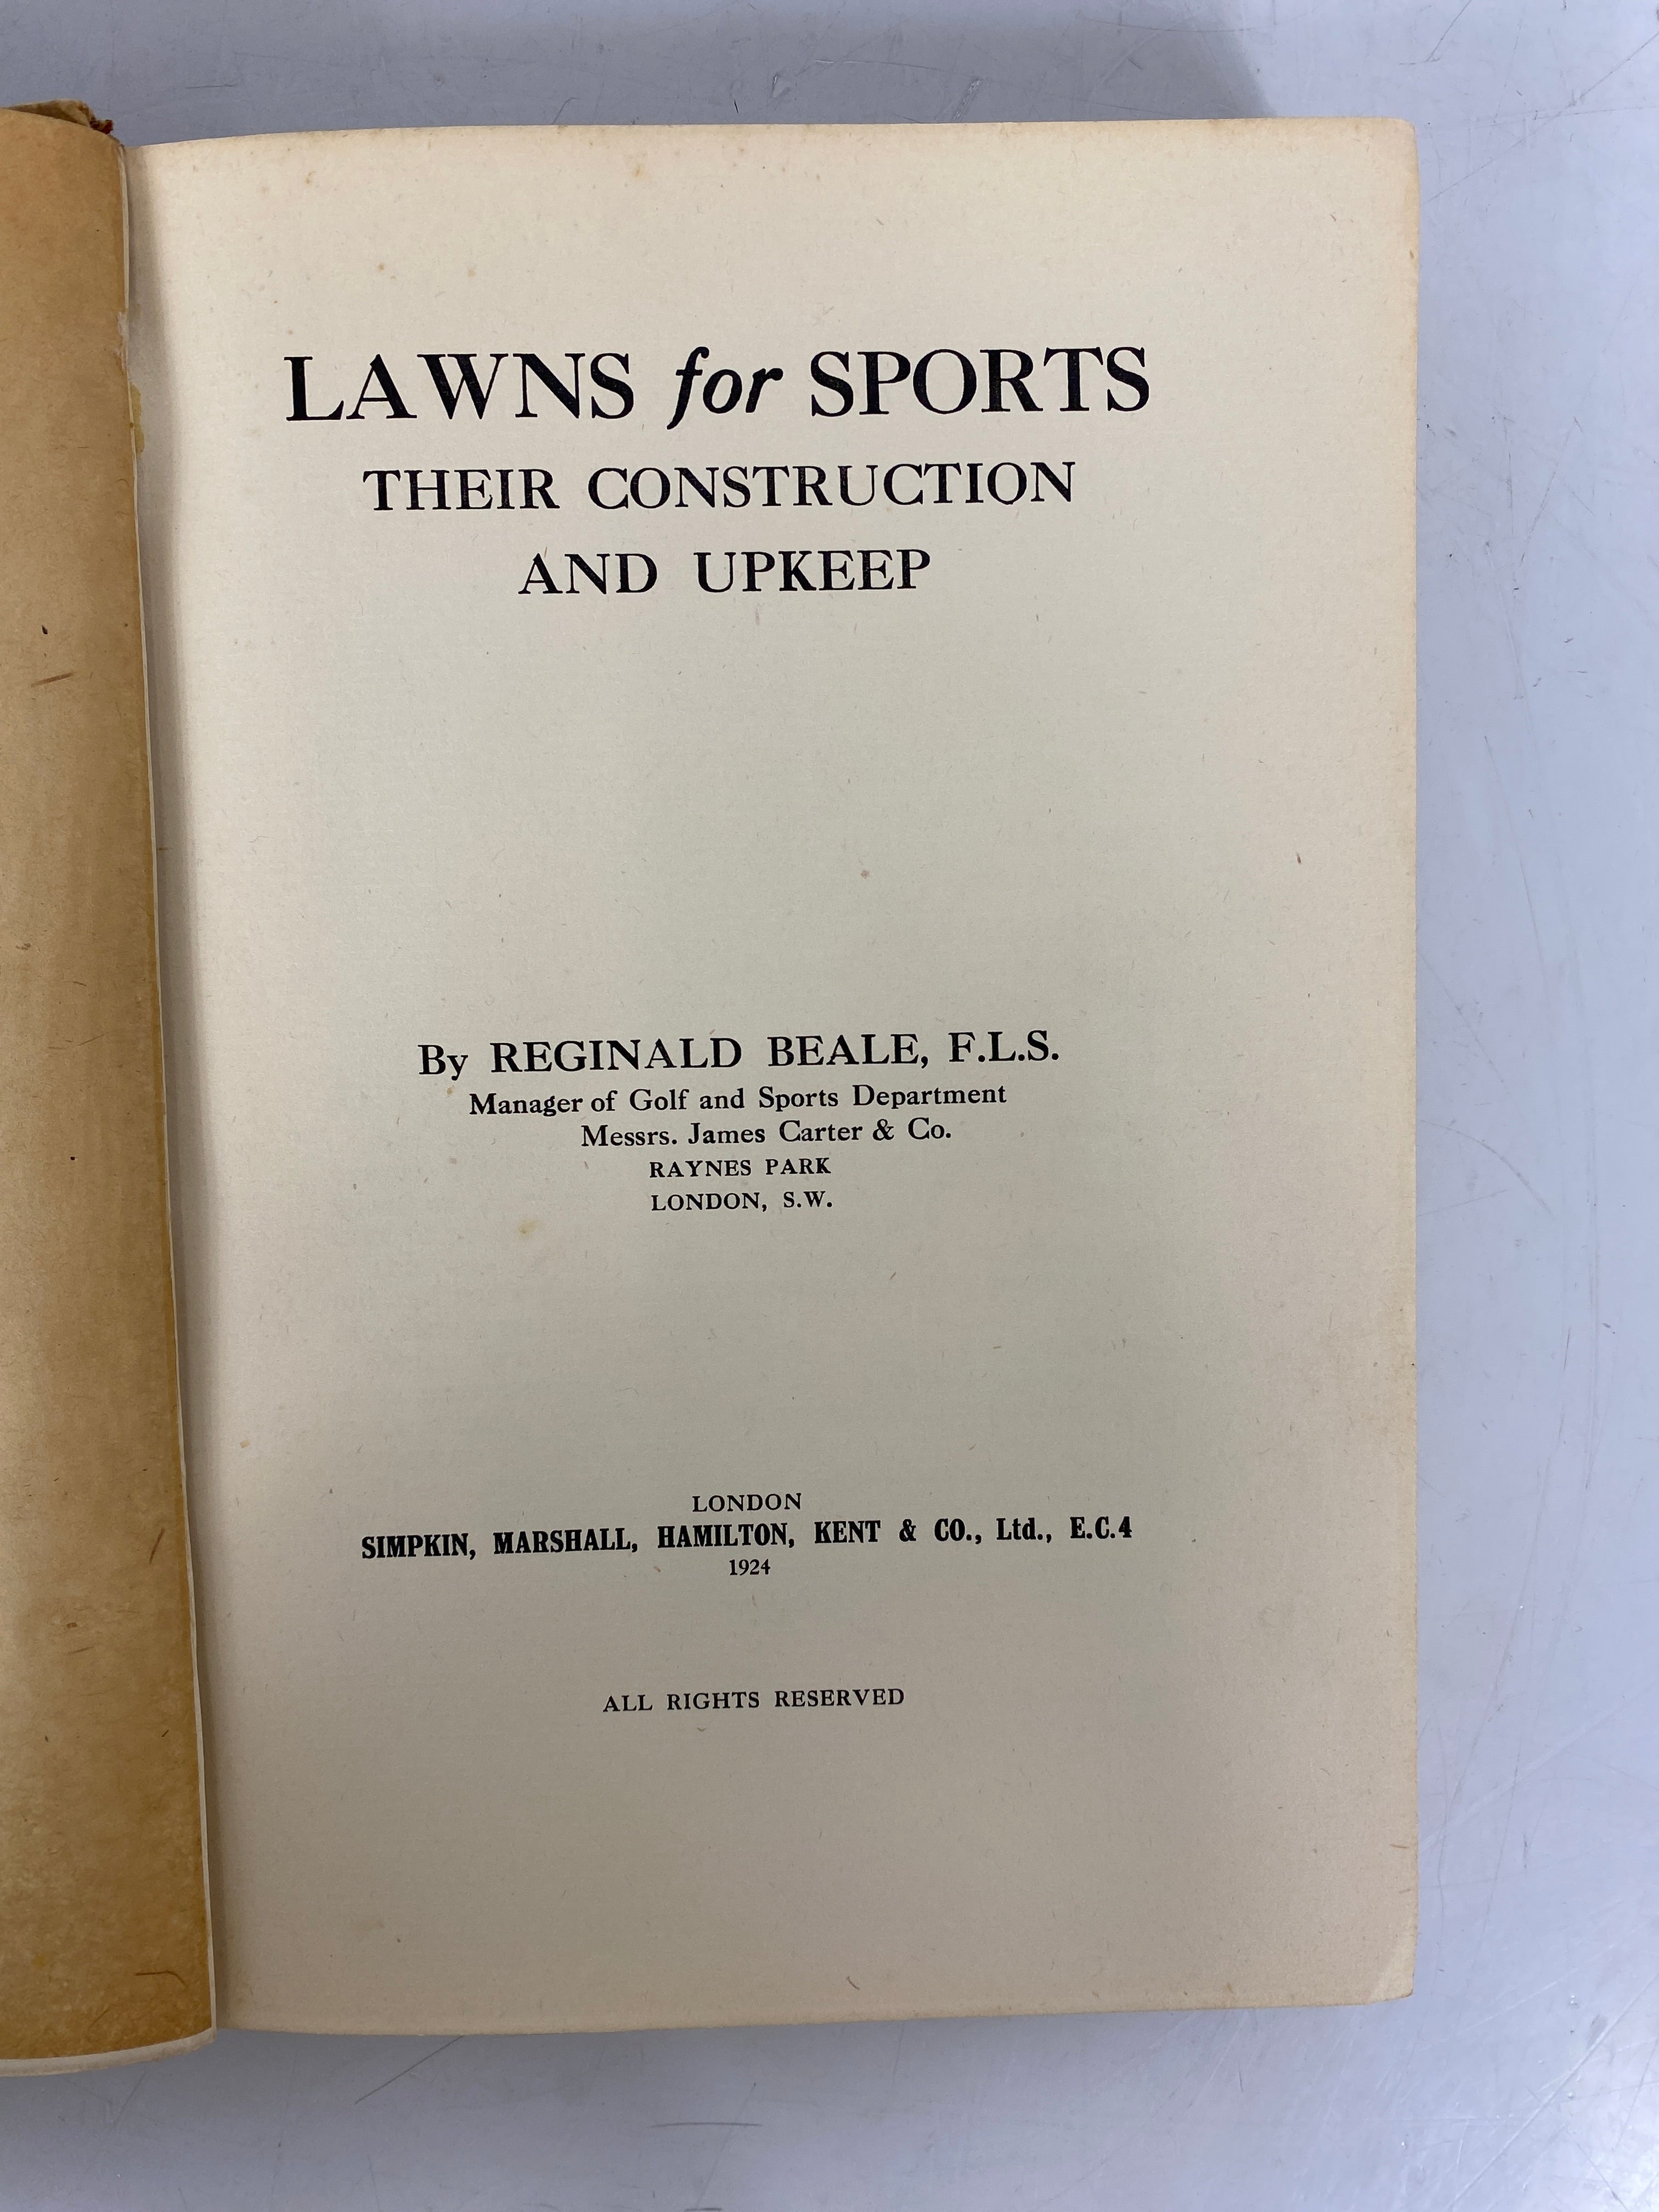 LAWNS for SPORTS
THEIR CONSTRUCTION
AND UPKEEP
By REGINALD BEALE, F.L.S.
Manager of Golf and Sports Department
Messrs. James Carter & Co.
RAYNES PARK
LONDON, S.W.
LONDON
SIMPKIN, MARSHALL, HAMILTON, KENT & CO., Ltd., E.C.4
1924
ALL RIGHTS RESERVED